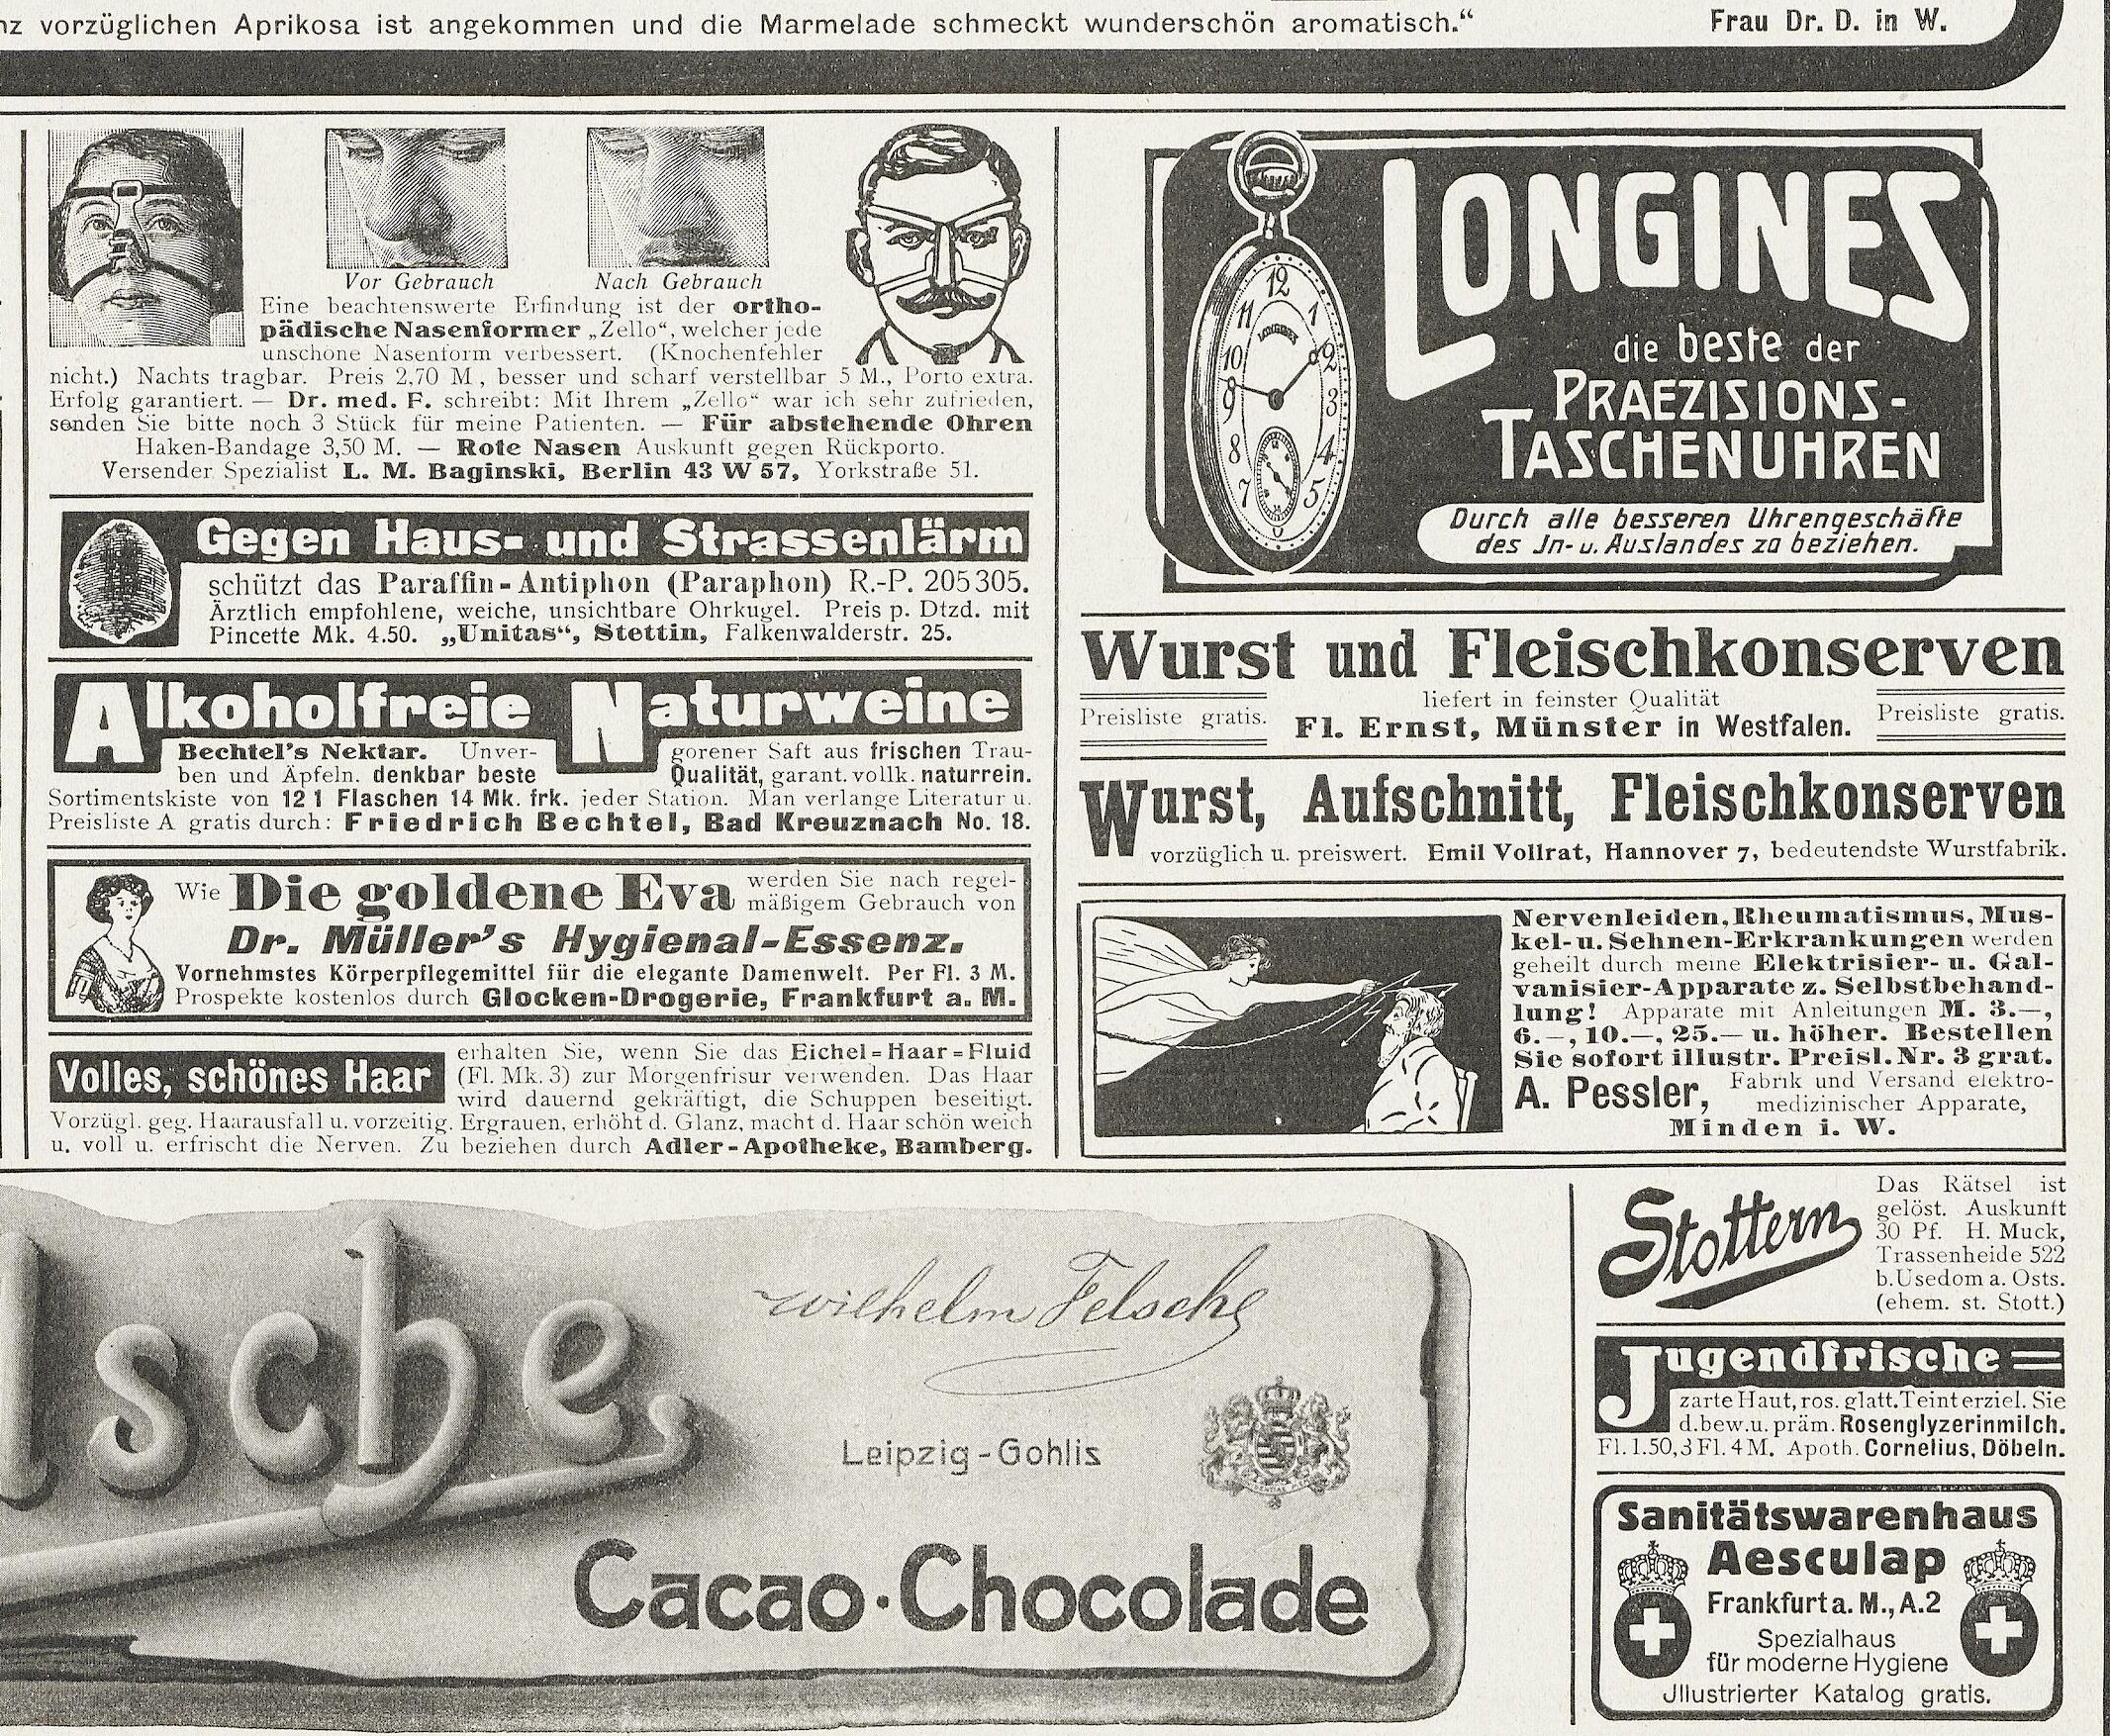 vorzüglichen Aprikosa ist angekommen und die Marmelade schmeckt wunderschön aromatisch.“ Frau Dr. D. in W.
Vor Gebrauch
Nach Gebrauch
Eine beachtenswerte Erfindung ist der ortho-
pädische Nasenformer „Zello“, welcher jede
unschöne Nasenform verbessert. (Knochenfehler
nicht.) Nachts tragbar. Preis 2,70 M, besser und scharf verstellbar 5 M., Porto extra.
Erfolg garantiert. — Dr. med. F. schreibt: Mit Ihrem „Zello“ war ich sehr zufrieden,
senden Sie bitte noch 3 Stück für meine Patienten. — Für abstehende Ohren
Haken-Bandage 3,50 M. — Rote Nasen Auskunft gegen Rückporto.
Versender Spezialist L. M. Baginski, Berlin 43 W 57, Yorkstraße 51.
Gegen Haus- und Strassenlärm
schützt das Paraffin-Antiphon (Paraphon) R.-P. 205305.
Ärztlich empfohlene, weiche, unsichtbare Ohrkugel. Preis p. Dtzd. mit
Pincette Mk. 4.50. „Unitas“, Stettin, Falkenwalderstr. 25.
Alkoholfreie Naturweine
Bechtel's Nektar. Unver- gorener Saft aus frischen Trau-
ben und Äpfeln. denkbar beste Qualität, garant. vollk. naturrein.
Sortimentskiste von 12 1 Flaschen 14 Mk. frk. jeder Station. Man verlange Literatur u.
Preisliste A gratis durch: Friedrich Bechtel, Bad Kreuznach No. 18.
Wie Die goldene Eva werden Sie nach regel-
mäßigem Gebrauch von
Dr. Müller's Hygienal-Essenz.
Vornehmstes Körperpflegemittel für die elegante Damenwelt. Per Fl. 3 M.
Prospekte kostenlos durch Glocken-Drogerie, Frankfurt a. M.
Volles, schönes Haar
erhalten Sie, wenn Sie das Eichel-Haar-Fluid
(Fl. Mk. 3) zur Morgenfrisur verwenden. Das Haar
wird dauernd gekräftigt, die Schuppen beseitigt.
Vorzügl. geg. Haarausfall u. vorzeitig. Ergrauen, erhöht d. Glanz, macht d. Haar schön weich
u. voll u. erfrischt die Nerven. Zu beziehen durch Adler-Apotheke, Bamberg.
LONGINES
die beste der
PRAEZISIONS-
TASCHENUHREN
Durch alle besseren Uhrengeschäfte
des Jn- u. Auslandes zu beziehen.
12
11 1
10 2
9 3
8 4
7 5
LONGINES
Wurst und Fleischkonserven
liefert in feinster Qualität
Preisliste gratis. Fl. Ernst, Münster in Westfalen. Preisliste gratis.
Wurst, Aufschnitt, Fleischkonserven
vorzüglich u. preiswert. Emil Vollrat, Hannover 7, bedeutendste Wurstfabrik.
Nervenleiden, Rheumatismus, Mus-
kel- u. Sehnen-Erkrankungen werden
geheilt durch meine Elektrisier- u. Gal-
vanisier-Apparate z. Selbstbehand-
lung! Apparate mit Anleitungen M. 3.—,
6.—, 10.—, 25.— u. höher. Bestellen
Sie sofort illustr. Preisl. Nr. 3 grat.
A. Pessler, Fabrik und Versand elektro-
medizinischer Apparate,
Minden i. W.
lsche
Wilhelm Felsche
Leipzig-Gohlis
Cacao·Chocolade
Stottern
Das Rätsel ist
gelöst. Auskunft
30 Pf. H. Muck,
Trassenheide 522
b. Usedom a. Osts.
(ehem. st. Stott.)
Jugendfrische
zarte Haut, ros. glatt. Teint erziel. Sie
d. bew. u. präm. Rosenglyzerinmilch.
Fl. 1.50, 3 Fl. 4 M. Apoth. Cornelius, Döbeln.
Sanitätswarenhaus
Aesculap
Frankfurt a. M., A.2
Spezialhaus
für moderne Hygiene
Jllustrierter Katalog gratis.